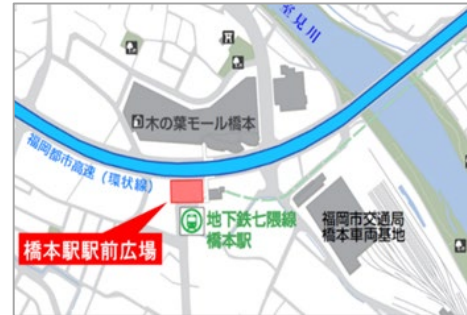 室見川
木の葉モール橋本
福岡都市高速（環状線）
地下鉄七隈線
橋本駅
福岡市交通局
橋本車両基地
橋本駅駅前広場